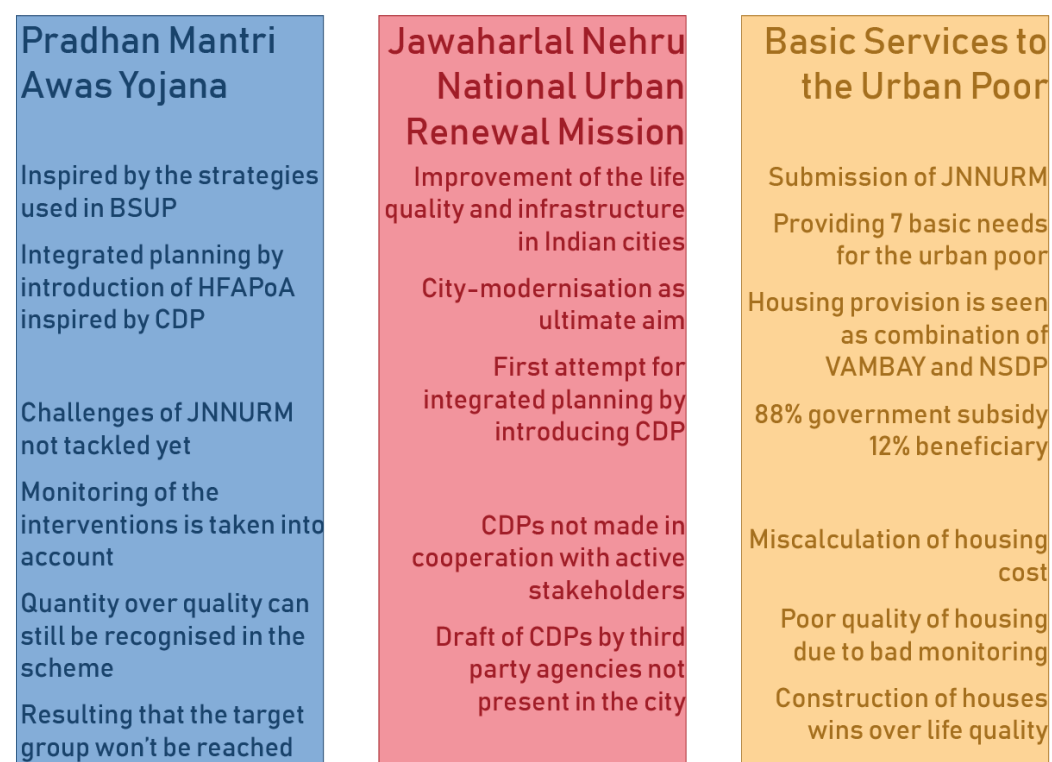 Pradhan Mantri
Awas Yojana
Inspired by the strategies
used in BSUP
Integrated planning by
introduction of HFAPoA
inspired by CDP
Challenges of JNNURM
not tackled yet
Monitoring of the
interventions is taken into
account
Quantity over quality can
still be recognised in the
scheme
Resulting that the target
group won't be reached
Jawaharlal Nehru
National Urban
Renewal Mission
Improvement of the life
quality and infrastructure
in Indian cities
City-modernisation as
ultimate aim
First attempt for
integrated planning by
introducing CDP
CDPs not made in
cooperation with active
stakeholders
Draft of CDPs by third
party agencies not
present in the city
Basic Services to
the Urban Poor
Submission of JNNURM
Providing 7 basic needs
for the urban poor
Housing provision is seen
as combination of
VAMBAY and NSDP
88% government subsidy
12% beneficiary
Miscalculation of housing
cost
Poor quality of housing
due to bad monitoring
Construction of houses
wins over life quality